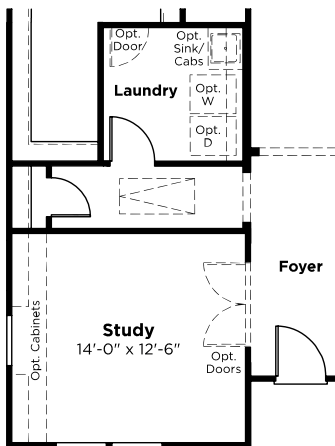 Opt.
Door/
Opt.
Sink/
Cabs
Laundry
Opt.
W
Opt.
D
Foyer
Opt. Cabinets
Study
14'-0" x 12'-6"
Opt.
Doors